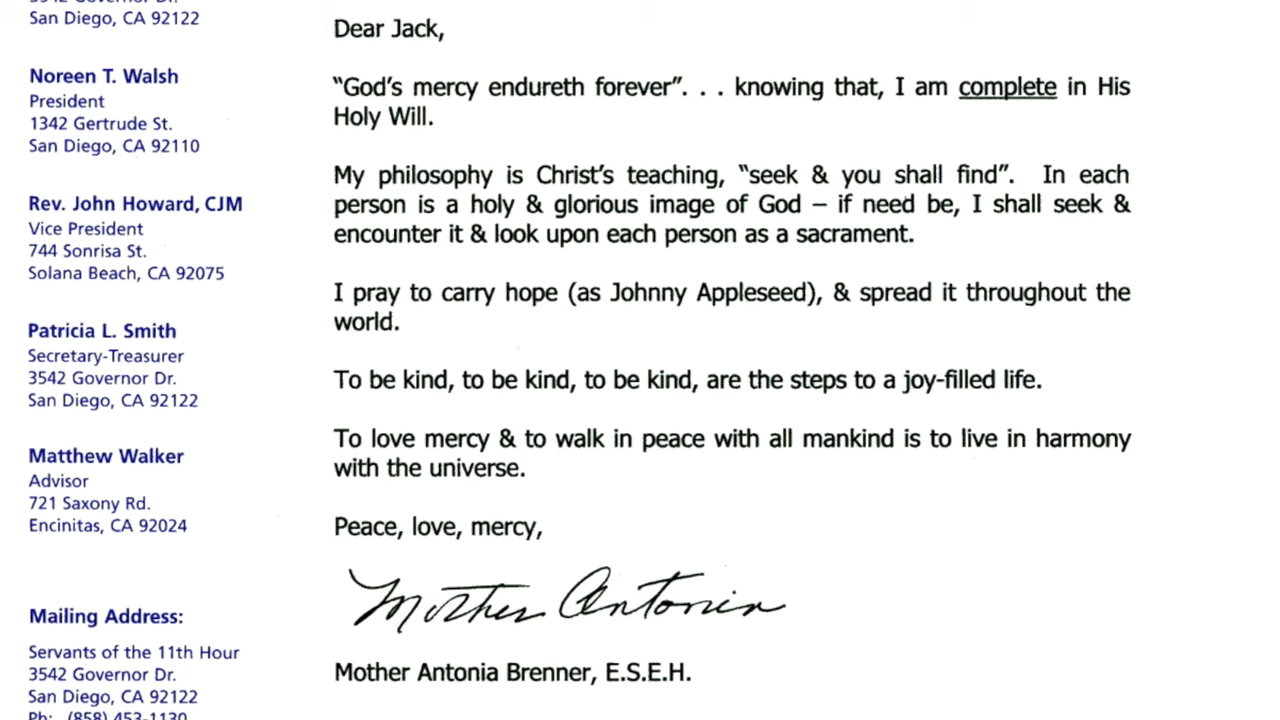 San Diego, CA 92122
Noreen T. Walsh
President
1342 Gertrude St.
San Diego, CA 92110
Rev. John Howard, CJM
Vice President
744 Sonrisa St.
Solana Beach, CA 92075
Patricia L. Smith
Secretary-Treasurer
3542 Governor Dr.
San Diego, CA 92122
Matthew Walker
Advisor
721 Saxony Rd.
Encinitas, CA 92024
Mailing Address:
Servants of the 11th Hour
3542 Governor Dr.
San Diego, CA 92122
Ph: (858) 453-1130
Dear Jack,
“God’s mercy endureth forever”. . . knowing that, I am complete in His
Holy Will.
My philosophy is Christ’s teaching, “seek & you shall find”. In each
person is a holy & glorious image of God – if need be, I shall seek &
encounter it & look upon each person as a sacrament.
I pray to carry hope (as Johnny Appleseed), & spread it throughout the
world.
To be kind, to be kind, to be kind, are the steps to a joy-filled life.
To love mercy & to walk in peace with all mankind is to live in harmony
with the universe.
Peace, love, mercy,
Mother Antonia
Mother Antonia Brenner, E.S.E.H.